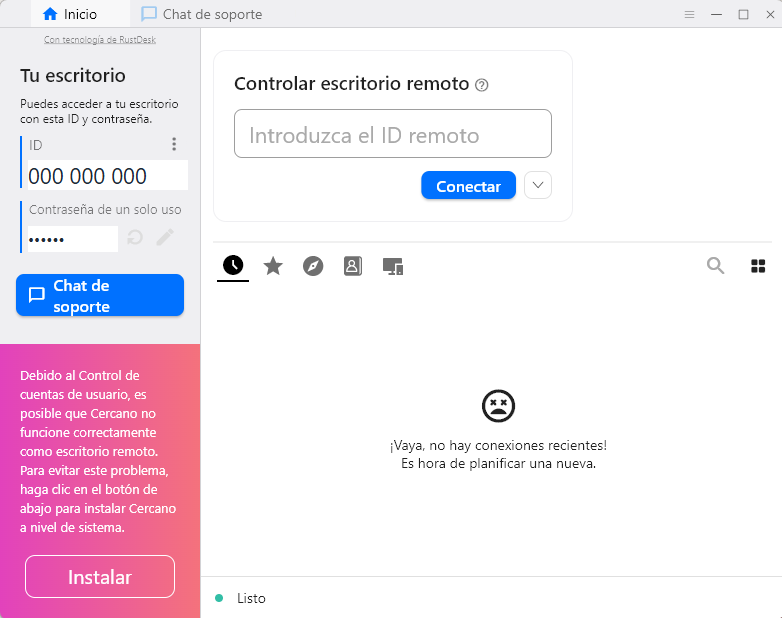 Inicio
Chat de soporte
Con tecnología de RustDesk
Tu escritorio
Puedes acceder a tu escritorio
con esta ID y contraseña.
ID
000 000 000
Contraseña de un solo uso
••••••
Chat de
soporte
Debido al Control de
cuentas de usuario, es
posible que Cercano no
funcione correctamente
como escritorio remoto.
Para evitar este problema,
haga clic en el botón de
abajo para instalar Cercano
a nivel de sistema.
Instalar
Controlar escritorio remoto
Introduzca el ID remoto
Conectar
¡Vaya, no hay conexiones recientes!
Es hora de planificar una nueva.
Listo